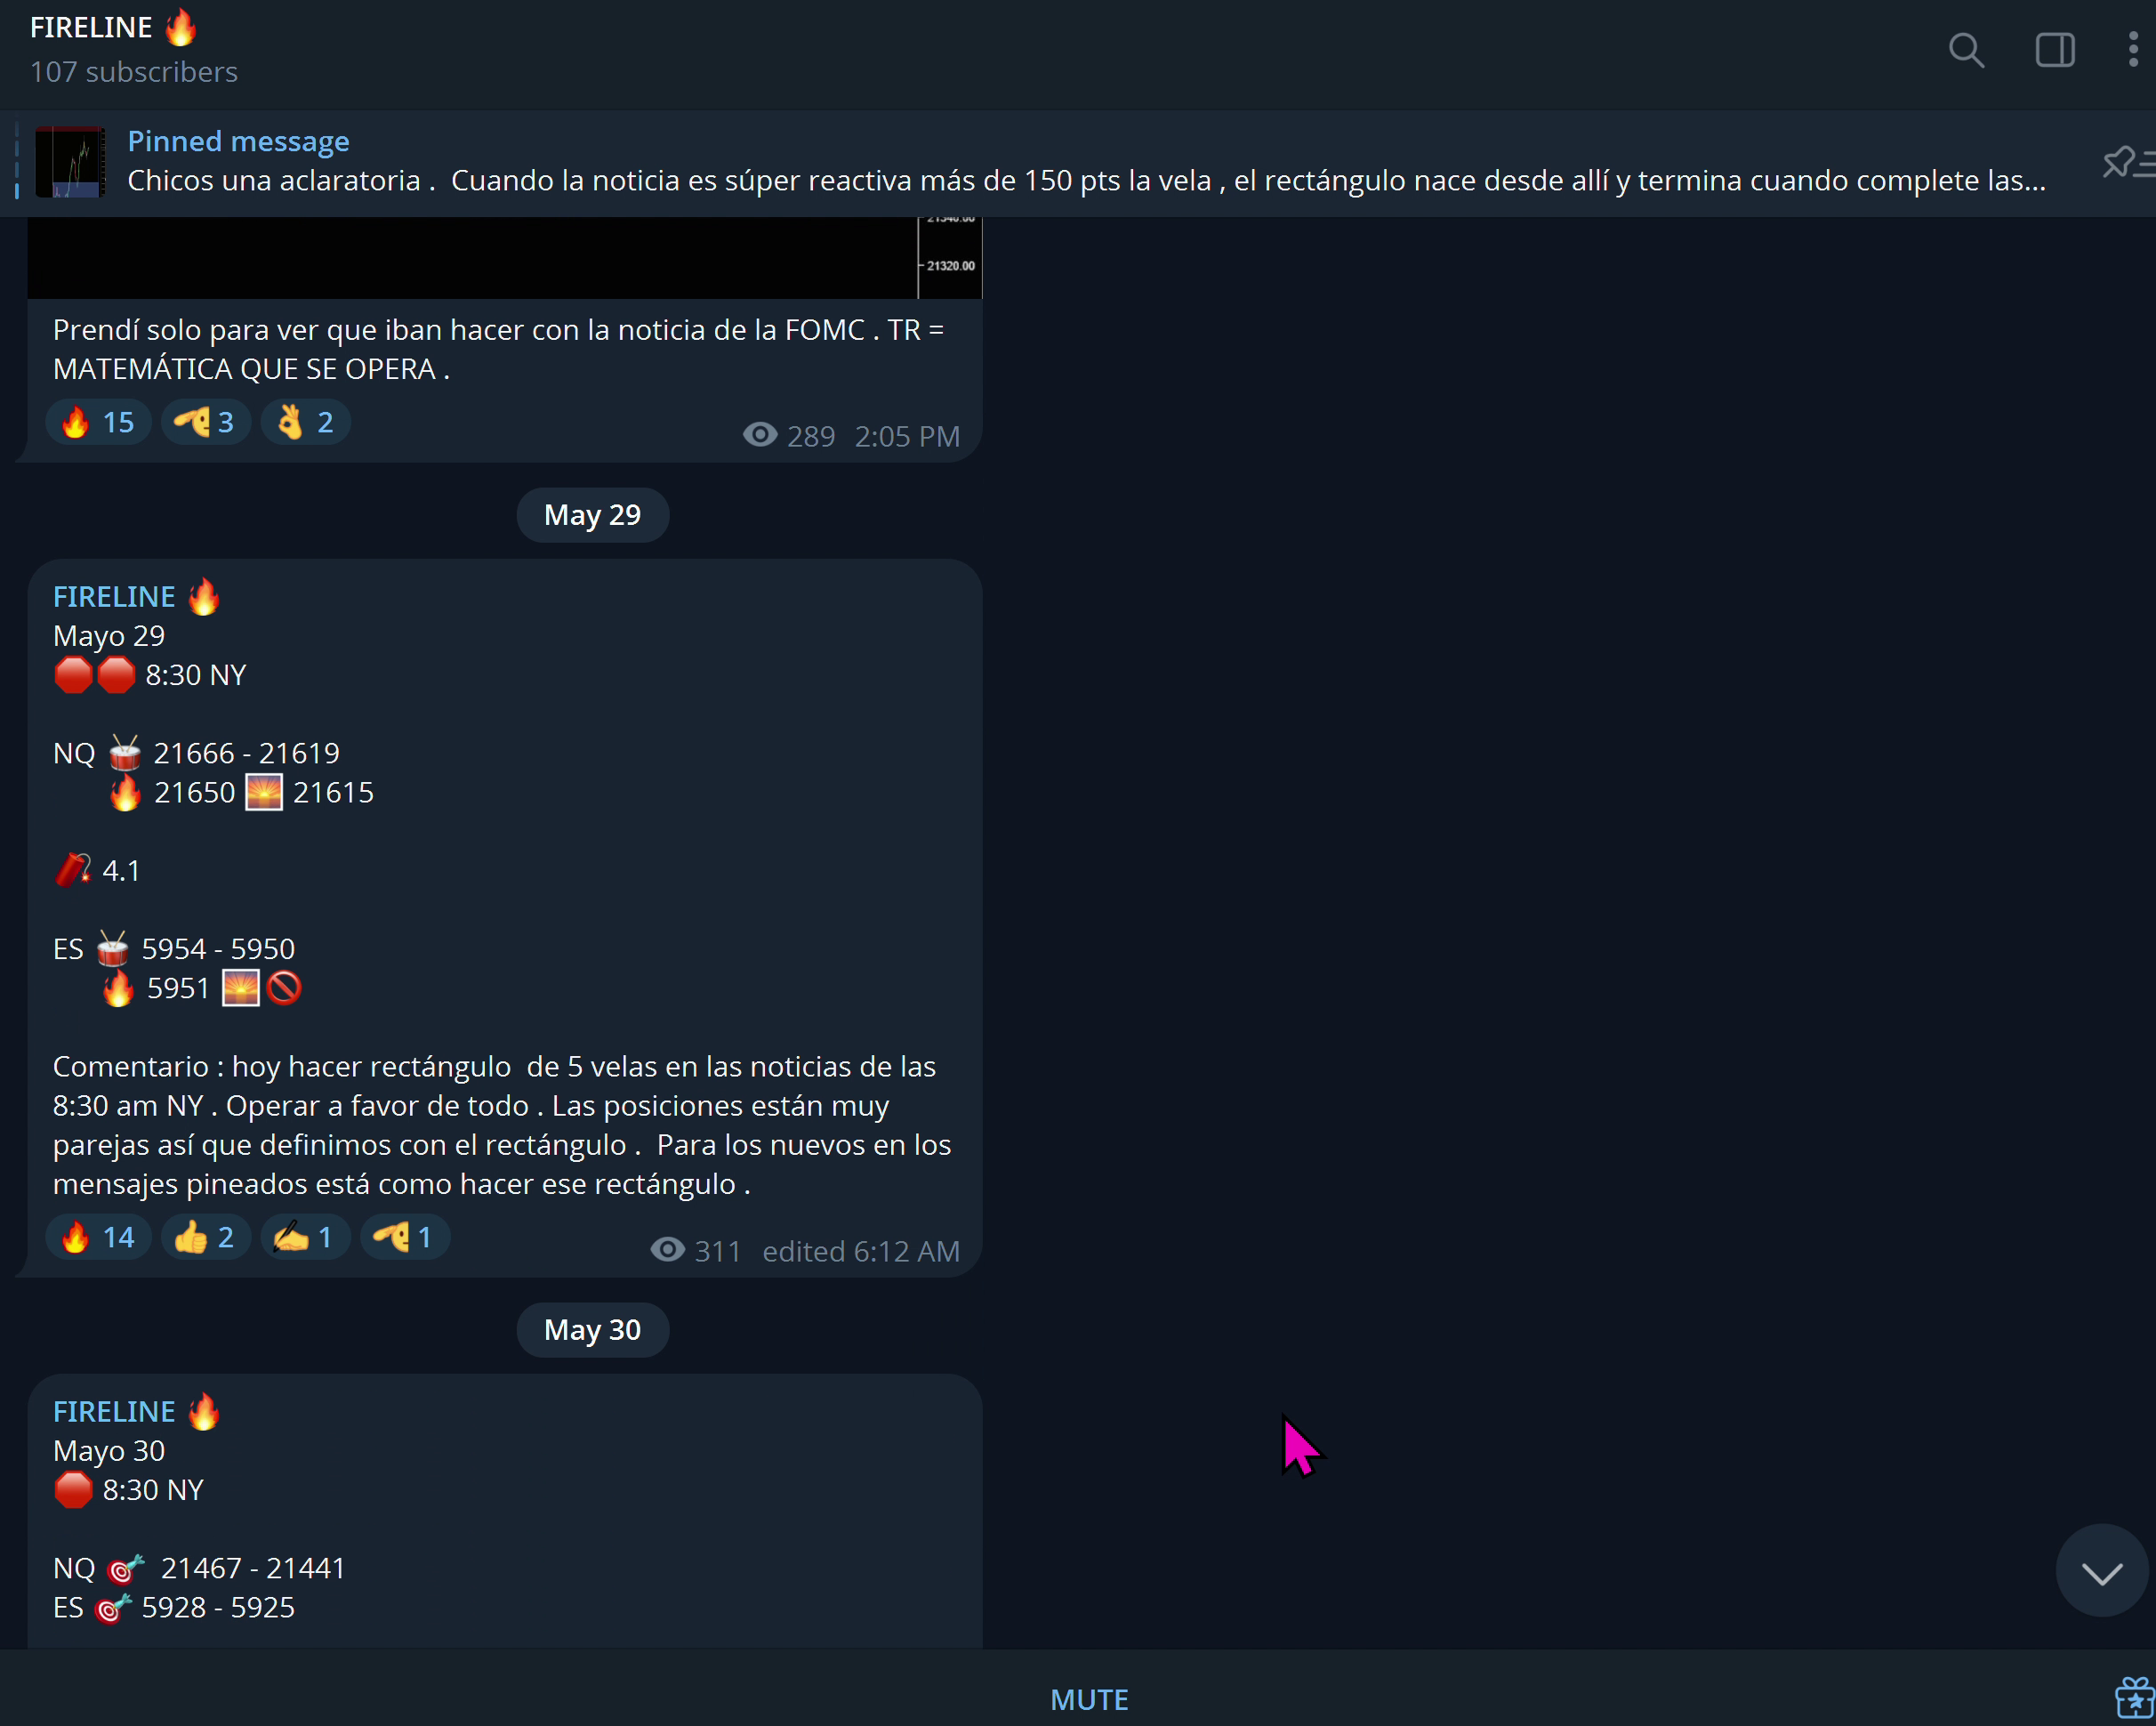 FIRELINE 🔥
107 subscribers
Pinned message
Chicos una aclaratoria .  Cuando la noticia es súper reactiva más de 150 pts la vela , el rectángulo nace desde allí y termina cuando complete las...
21320.00
Prendí solo para ver que iban hacer con la noticia de la FOMC . TR =
MATEMÁTICA QUE SE OPERA .
🔥 15 🫵 3 👌 2
289 2:05 PM
May 29
FIRELINE 🔥
Mayo 29
🛑🛑 8:30 NY
NQ 🥁 21666 - 21619
🔥 21650 🌅 21615
🧨 4.1
ES 🥁 5954 - 5950
🔥 5951 🌅🚫
Comentario : hoy hacer rectángulo  de 5 velas en las noticias de las
8:30 am NY . Operar a favor de todo . Las posiciones están muy
parejas así que definimos con el rectángulo .  Para los nuevos en los
mensajes pineados está como hacer ese rectángulo .
🔥 14 👍 2 ✍ 1 🫡 1
311 edited 6:12 AM
May 30
FIRELINE 🔥
Mayo 30
🛑 8:30 NY
NQ 🎯 21467 - 21441
ES 🎯 5928 - 5925
MUTE